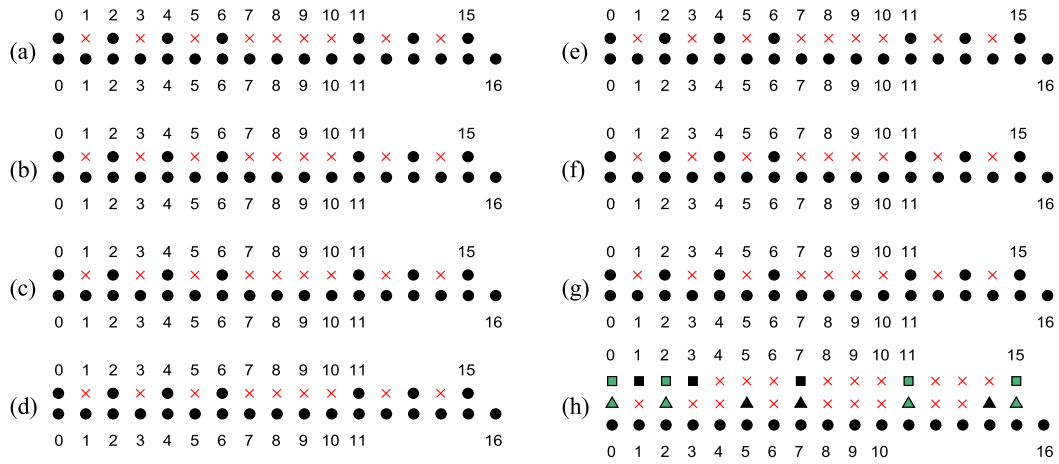 0 1 2 3 4 5 6 7 8 9 10 11 15
(a)
0 1 2 3 4 5 6 7 8 9 10 11 16
0 1 2 3 4 5 6 7 8 9 10 11 15
(b)
0 1 2 3 4 5 6 7 8 9 10 11 16
0 1 2 3 4 5 6 7 8 9 10 11 15
(c)
0 1 2 3 4 5 6 7 8 9 10 11 16
0 1 2 3 4 5 6 7 8 9 10 11 15
(d)
0 1 2 3 4 5 6 7 8 9 10 11 16
0 1 2 3 4 5 6 7 8 9 10 11 15
(e)
0 1 2 3 4 5 6 7 8 9 10 11 16
0 1 2 3 4 5 6 7 8 9 10 11 15
(f)
0 1 2 3 4 5 6 7 8 9 10 11 16
0 1 2 3 4 5 6 7 8 9 10 11 15
(g)
0 1 2 3 4 5 6 7 8 9 10 11 16
0 1 2 3 4 5 6 7 8 9 10 11 15
(h)
0 1 2 3 4 5 6 7 8 9 10 16